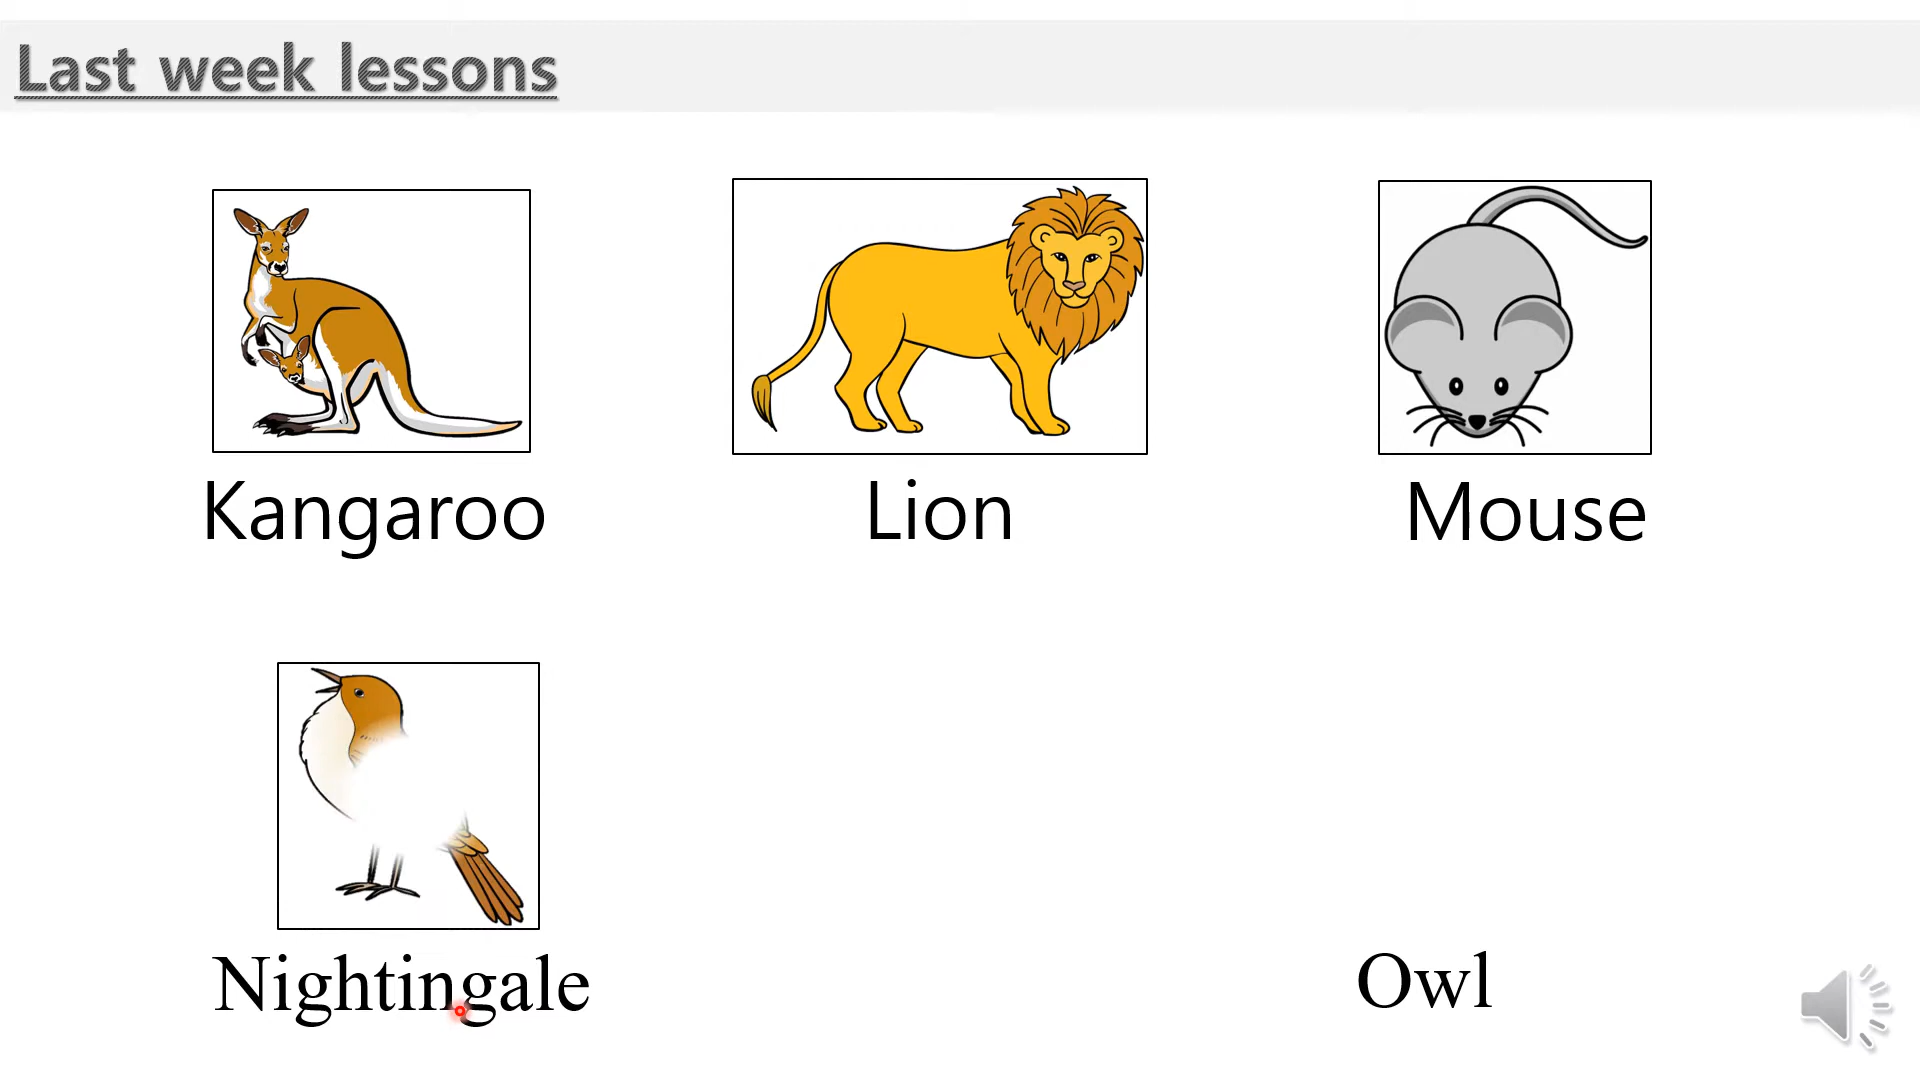 Last week lessons
Kangaroo
Lion
Mouse
Nightingale
Owl